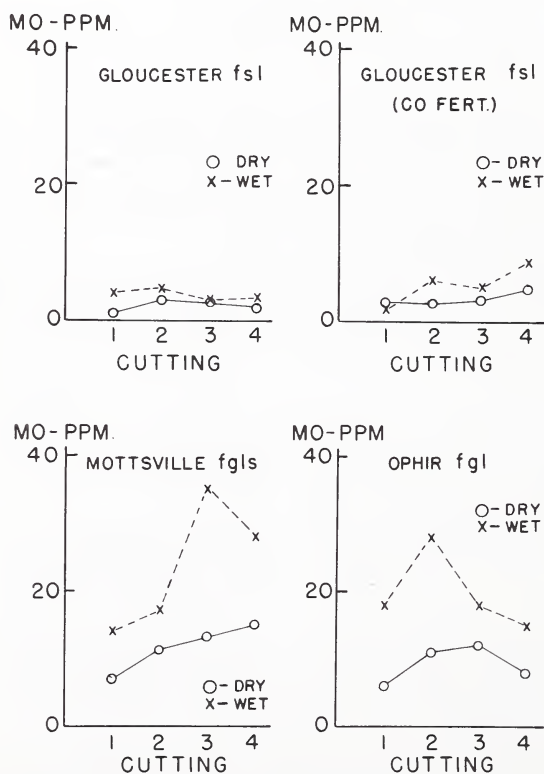 MO-PPM.
40
GLOUCESTER fsl
O DRY
X-WET
20
0
1 2 3 4
CUTTING
MO-PPM.
40
GLOUCESTER fsl
(CO FERT.)
O-DRY
X-WET
20
0
1 2 3 4
CUTTING
MO-PPM.
40
MOTTSVILLE fgls
20
O-DRY
X-WET
0
1 2 3 4
CUTTING
MO-PPM
40
OPHIR fgl
O-DRY
X-WET
20
0
1 2 3 4
CUTTING